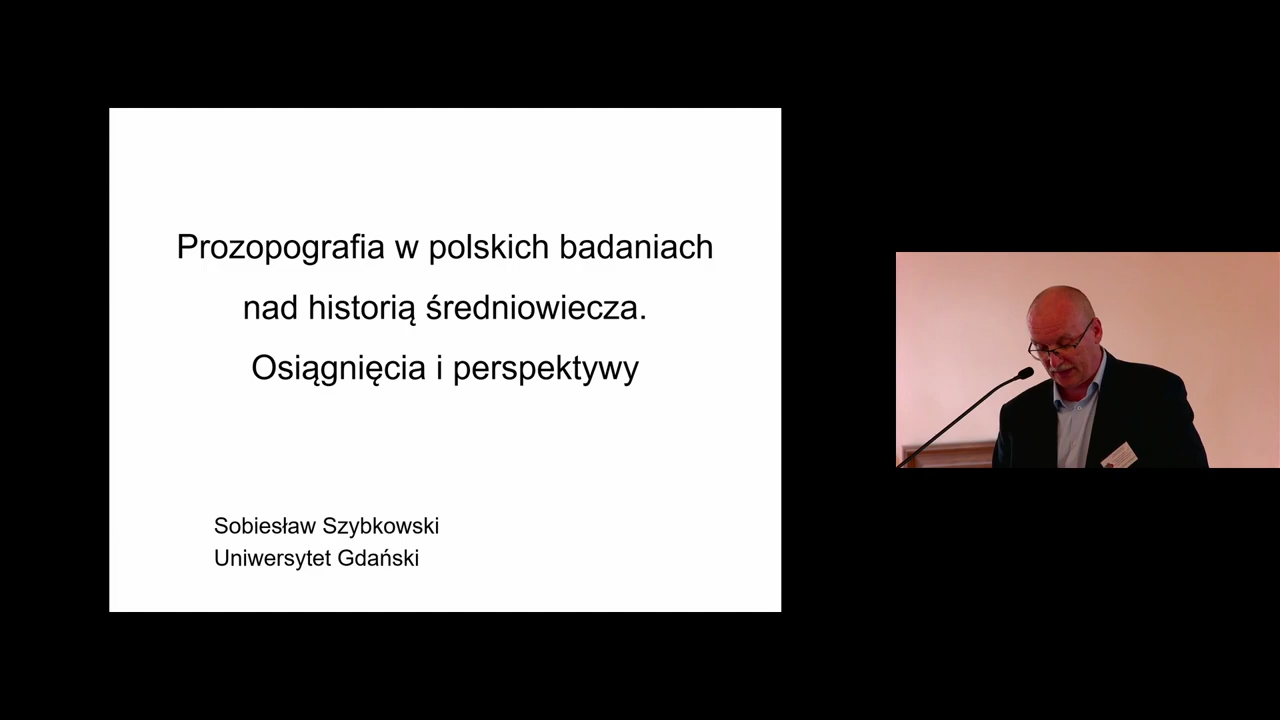 Prozopografia w polskich badaniach
nad historią średniowiecza.
Osiągnięcia i perspektywy
Sobiesław Szybkowski
Uniwersytet Gdański